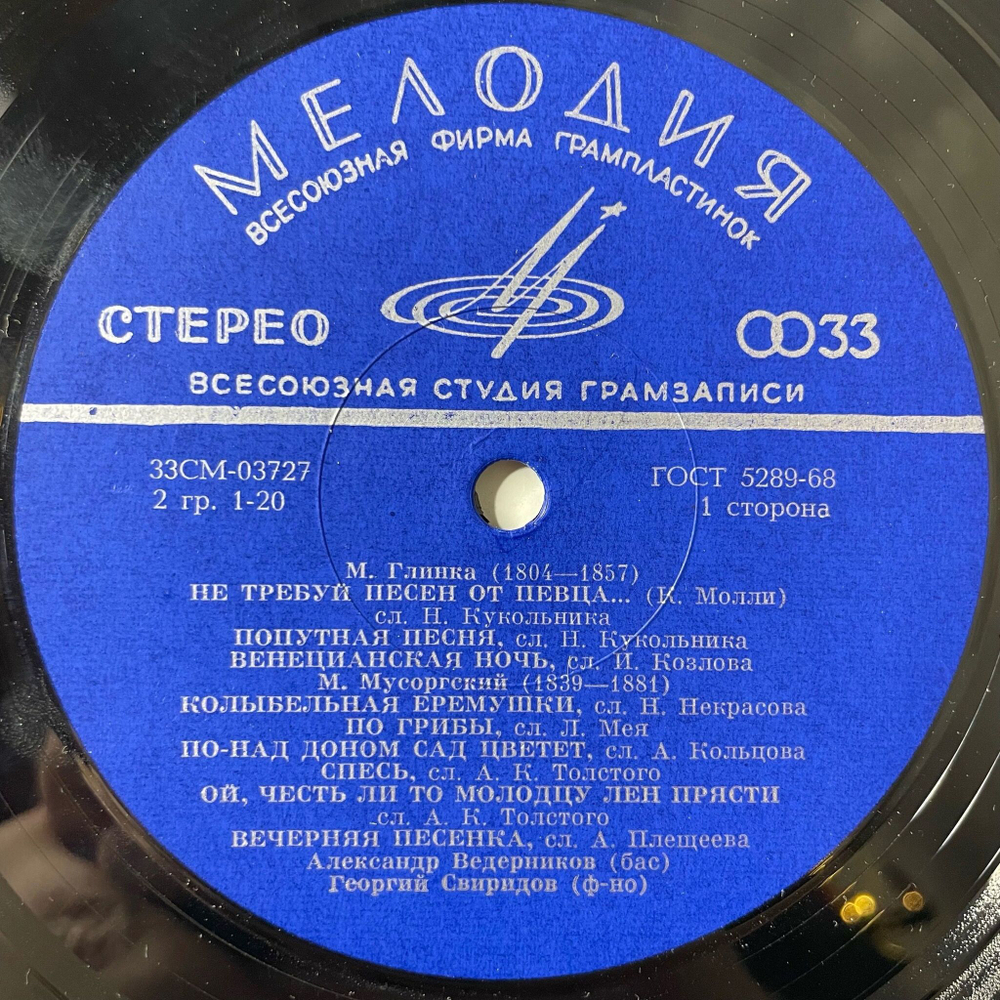 МЕЛОДИЯ
ВСЕСОЮЗНАЯ ФИРМА ГРАМПЛАСТИНОК
СТЕРЕО
33
ВСЕСОЮЗНАЯ СТУДИЯ ГРАМЗАПИСИ
33СМ-03727
ГОСТ 5289-68
2 гр. 1-20
1 сторона
М. Глинка (1804—1857)
НЕ ТРЕБУЙ ПЕСЕН ОТ ПЕВЦА... (К. Молли)
сл. Н. Кукольника
ПОПУТНАЯ ПЕСНЯ, сл. Н. Кукольника
ВЕНЕЦИАНСКАЯ НОЧЬ, сл. И. Козлова
М. Мусоргский (1839—1881)
КОЛЫБЕЛЬНАЯ ЕРЕМУШКИ, сл. Н. Некрасова
ПО ГРИБЫ, сл. Л. Мея
ПО-НАД ДОНОМ САД ЦВЕТЕТ, сл. А. Кольцова
СПЕСЬ, сл. А. К. Толстого
ОЙ, ЧЕСТЬ ЛИ ТО МОЛОДЦУ ЛЕН ПРЯСТИ
сл. А. К. Толстого
ВЕЧЕРНЯЯ ПЕСЕНКА, сл. А. Плещеева
Александр Ведерников (бас)
Георгий Свиридов (ф-но)